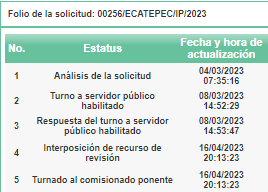 Folio de la solicitud: 00256/ECATEPEC/IP/2023
No. Estatus Fecha y hora de actualización
1 Análisis de la solicitud 04/03/2023 07:35:16
2 Turno a servidor público habilitado 08/03/2023 14:52:29
3 Respuesta del turno a servidor público habilitado 08/03/2023 14:53:47
4 Interposición de recurso de revisión 16/04/2023 20:13:23
5 Turnado al comisionado ponente 16/04/2023 20:13:23